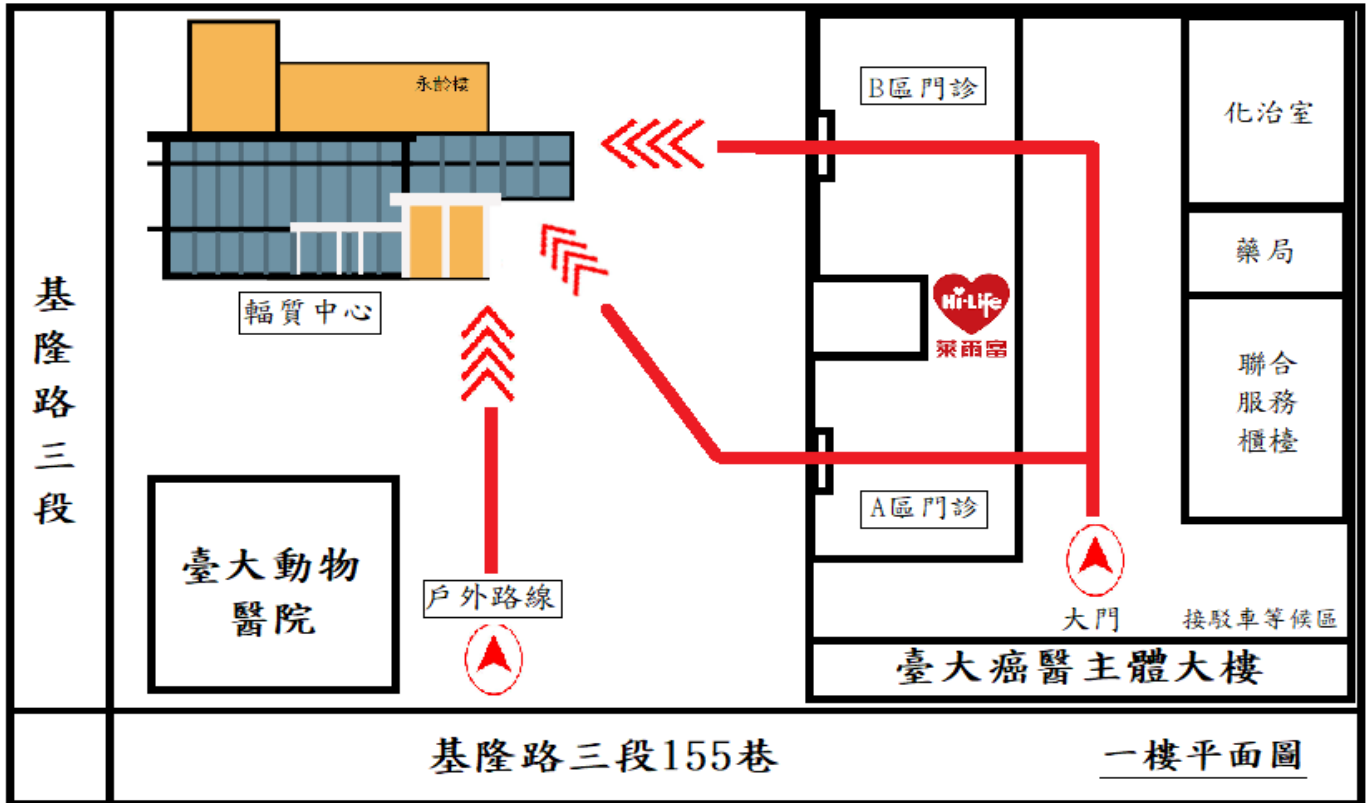 永齡樓
輻質中心
基隆路三段
臺大動物
醫院
戶外路線
B區門診
Hi-Life
萊爾富
A區門診
化治室
藥局
聯合
服務
櫃檯
大門
接駁車等候區
臺大癌醫主體大樓
基隆路三段155巷
一樓平面圖